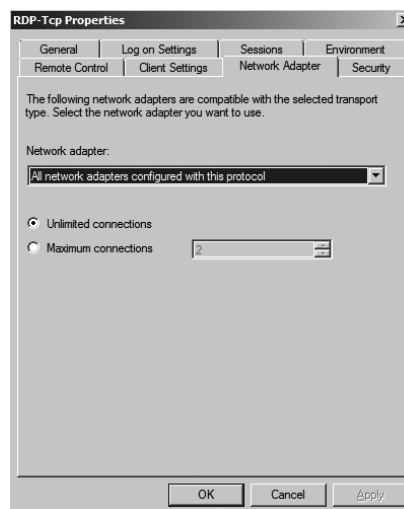 RDP-Tcp Properties
General Log on Settings Sessions Environment
Remote Control Client Settings Network Adapter Security
The following network adapters are compatible with the selected transport
type. Select the network adapter you want to use.
Network adapter:
All network adapters configured with this protocol
Unlimited connections
Maximum connections 2
OK Cancel Apply